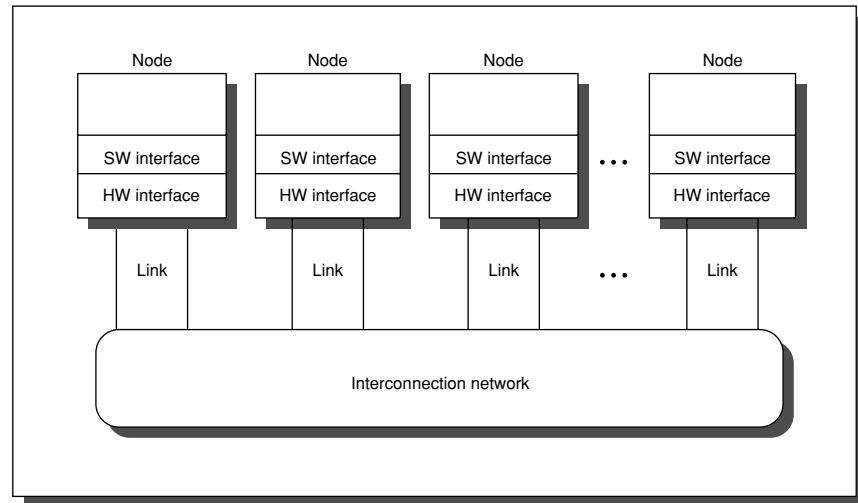 Node Node Node Node
SW interface SW interface SW interface ... SW interface
HW interface HW interface HW interface HW interface
Link Link Link ... Link
Interconnection network